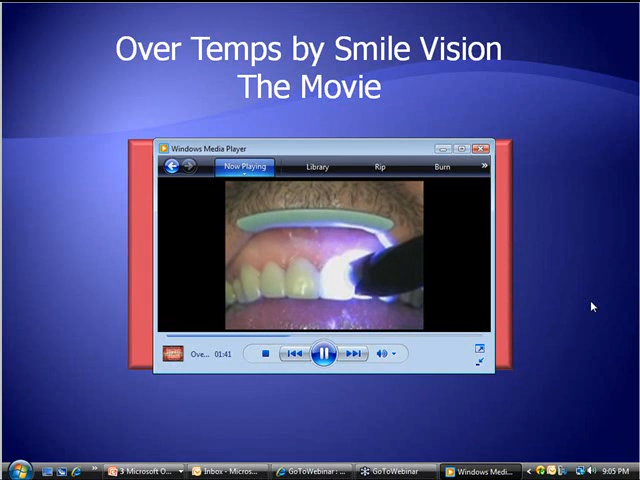 Over Temps by Smile Vision
The Movie
Windows Media Player
Now Playing Library Rip Burn »
Ove... 01:41
» 3 Microsoft O... Inbox - Micros... GoToWebinar : ... GoToWebinar Windows Medi... 9:05 PM